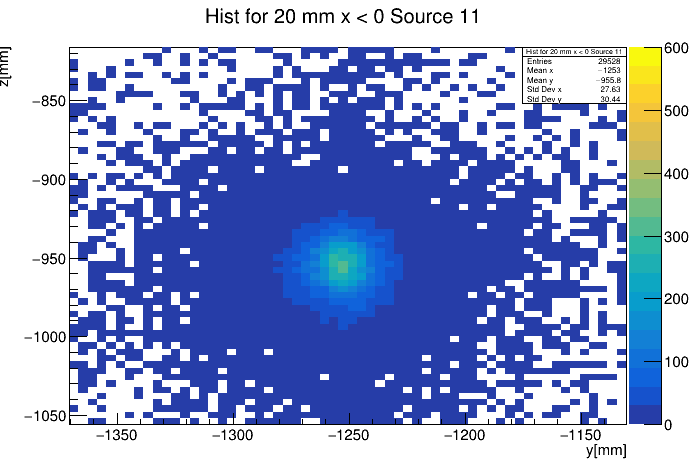 Hist for 20 mm x < 0 Source 11
z[mm]
Hist for 20 mm x < 0 Source 11
Entries 29528
Mean x −1253
Mean y −955.8
Std Dev x 27.63
Std Dev y 30.44
600
500
400
300
200
100
0
−850
−900
−950
−1000
−1050
−1350 −1300 −1250 −1200 −1150
y[mm]